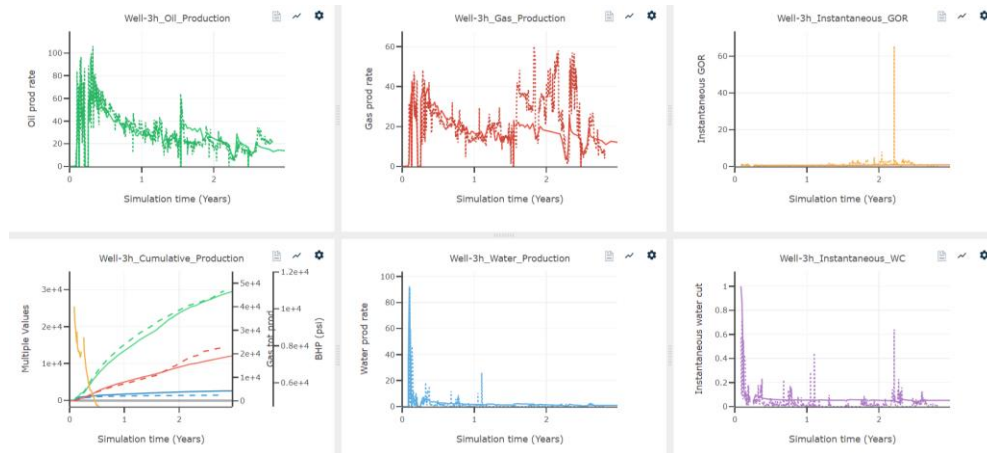 Well-3h_Oil_Production
Oil prod rate
100
80
60
40
20
0
0
1
2
Simulation time (Years)
Well-3h_Gas_Production
Gas prod rate
60
40
20
0
0
1
2
Simulation time (Years)
Well-3h_Instantaneous_GOR
Instantaneous GOR
60
40
20
0
0
1
2
Simulation time (Years)
Well-3h_Cumulative_Production
Multiple Values
3e+4
2e+4
1e+4
0
0
1
2
Simulation time (Years)
5e+4
4e+4
3e+4
2e+4
1e+4
0
Gas tot prod
1.2e+4
1e+4
0.8e+4
0.6e+4
BHP (psi)
Well-3h_Water_Production
Water prod rate
100
80
60
40
20
0
0
1
2
Simulation time (Years)
Well-3h_Instantaneous_WC
Instantaneous water cut
1
0.8
0.6
0.4
0.2
0
0
1
2
Simulation time (Years)